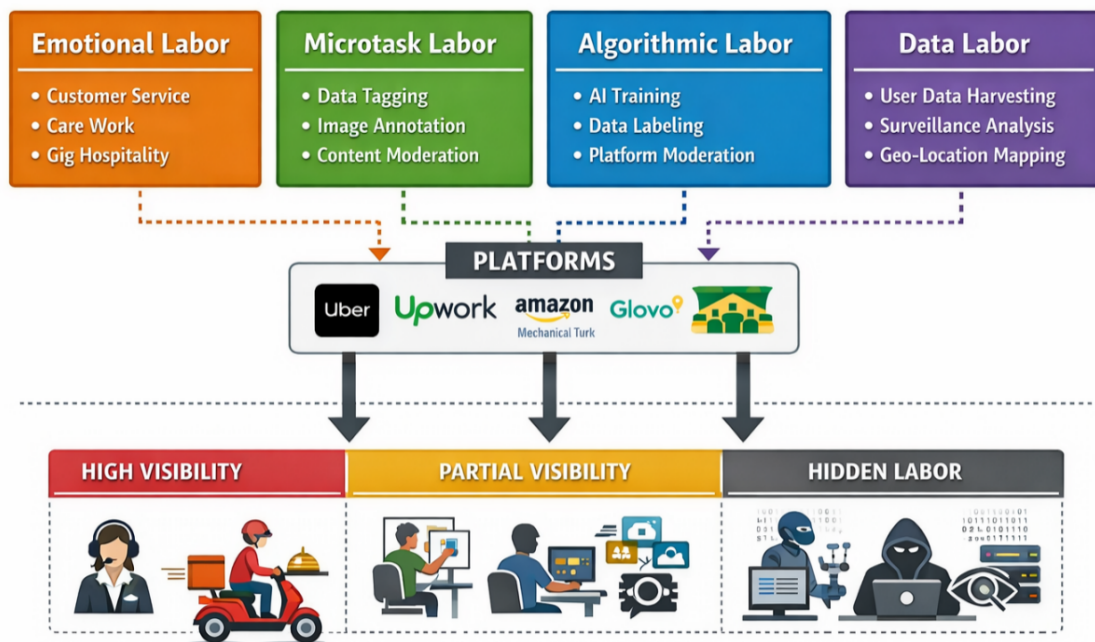 Emotional Labor
• Customer Service
• Care Work
• Gig Hospitality
Microtask Labor
• Data Tagging
• Image Annotation
• Content Moderation
Algorithmic Labor
• AI Training
• Data Labeling
• Platform Moderation
Data Labor
• User Data Harvesting
• Surveillance Analysis
• Geo-Location Mapping
PLATFORMS
Uber
Upwork
amazon
Mechanical Turk
Glovo
HIGH VISIBILITY
PARTIAL VISIBILITY
HIDDEN LABOR